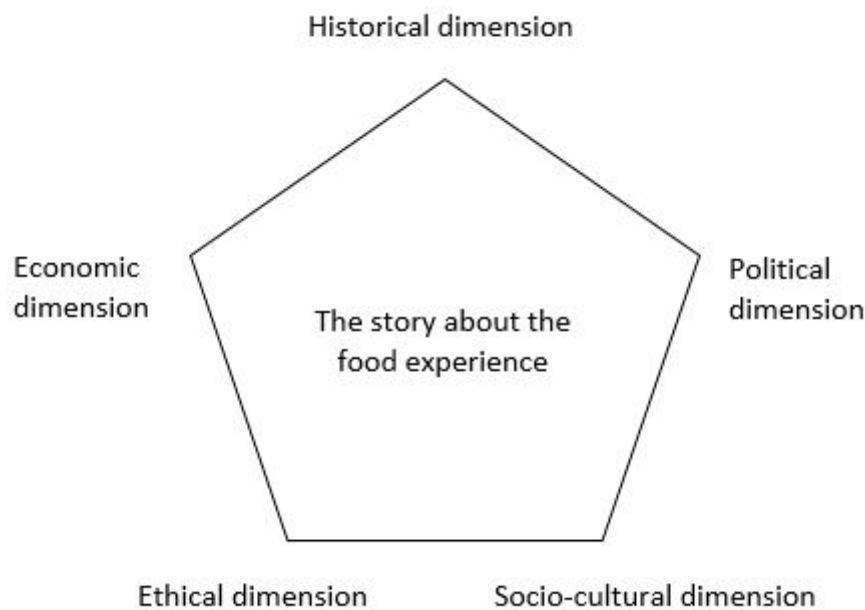 Historical dimension
Economic
dimension
Political
dimension
The story about the
food experience
Ethical dimension
Socio-cultural dimension